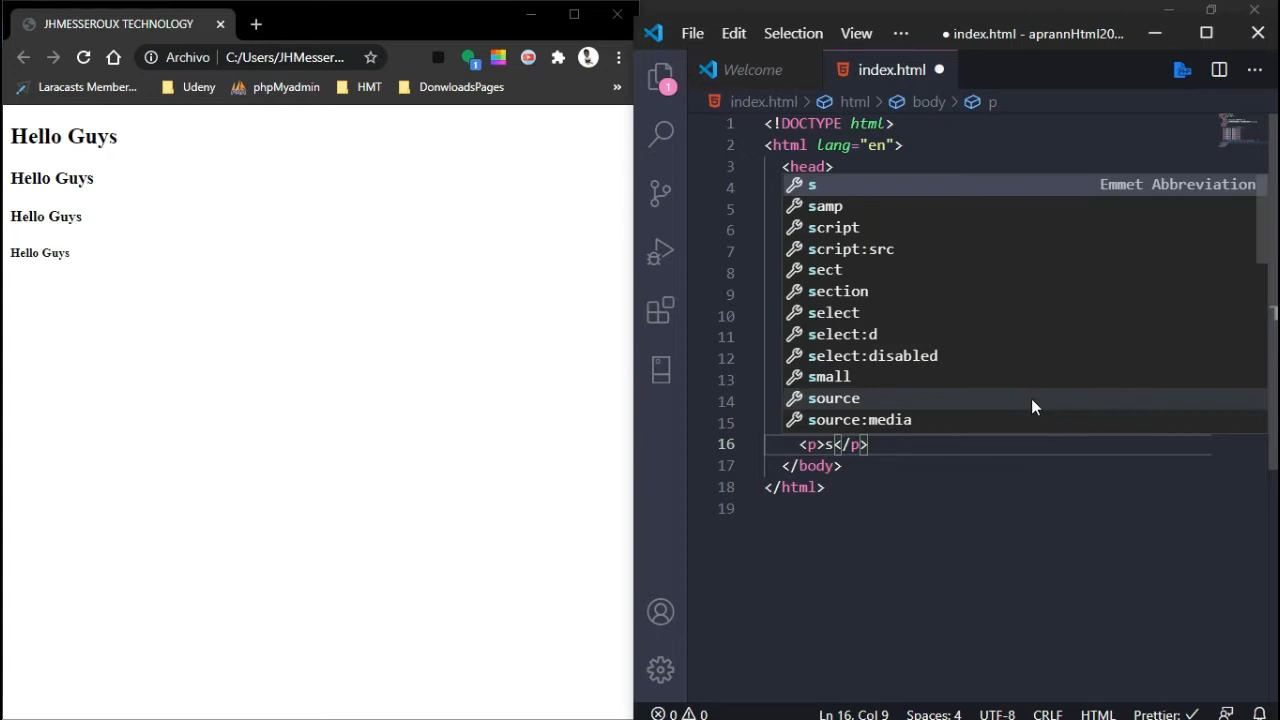 JHMESSEROUX TECHNOLOGY
Archivo C:/Users/JHMesser...
1
Laracasts Member... Udeny phpMyadmin HMT DonwloadsPages »
Hello Guys
Hello Guys
Hello Guys
Hello Guys
File Edit Selection View ... ● index.html - aprannHtml20...
Welcome index.html ●
1
index.html > html > body > p
1 <!DOCTYPE html>
2 <html lang="en">
3 <head>
4 s Emmet Abbreviation
5 samp
6 script
7 script:src
8 sect
9 section
10 select
11 select:d
12 select:disabled
13 small
14 source
15 source:media
16 <p>s</p>
17 </body>
18 </html>
19
0 0 Ln 16, Col 9 Spaces: 4 UTF-8 CRLF HTML Prettier: ✓